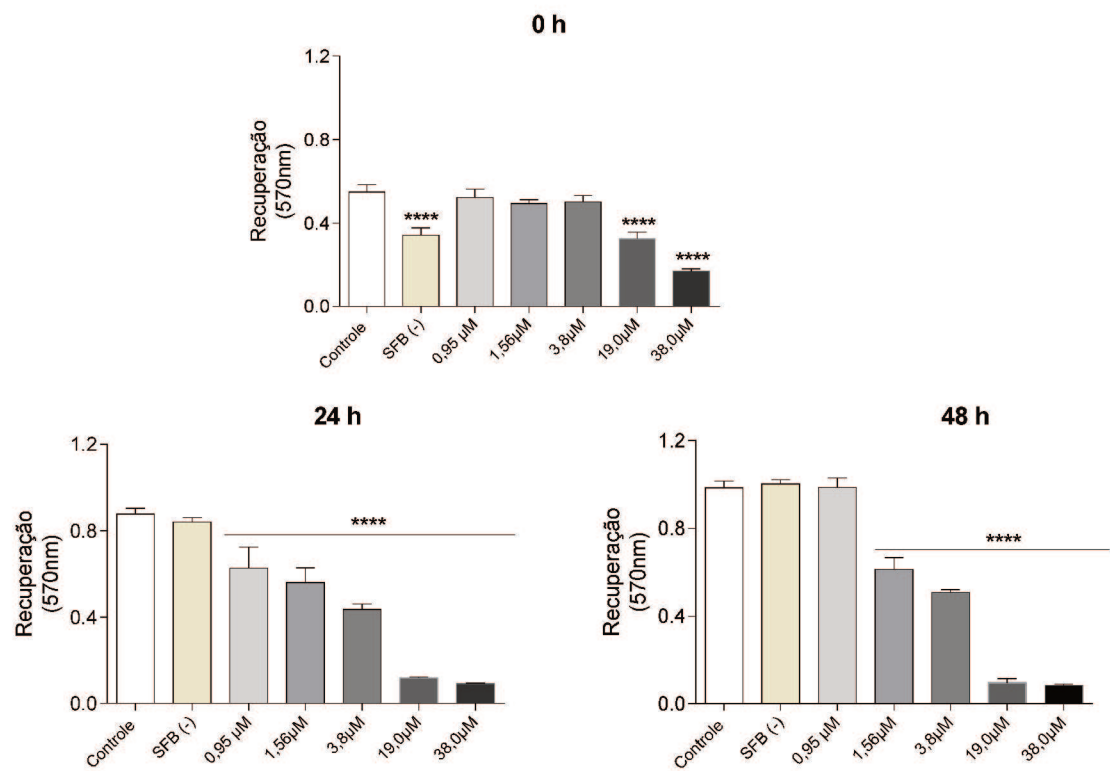 0 h
1.2
0.8
0.4
0.0
Recuperação
(570nm)
****
****
****
Controle
SFB (-)
0,95 µM
1,56µM
3,8µM
19,0µM
38,0µM
24 h
1.2
0.8
0.4
0.0
Recuperação
(570nm)
****
Controle
SFB (-)
0,95 µM
1,56µM
3,8µM
19,0µM
38,0µM
48 h
1.2
0.8
0.4
0.0
Recuperação
(570nm)
****
Controle
SFB (-)
0,95 µM
1,56µM
3,8µM
19,0µM
38,0µM